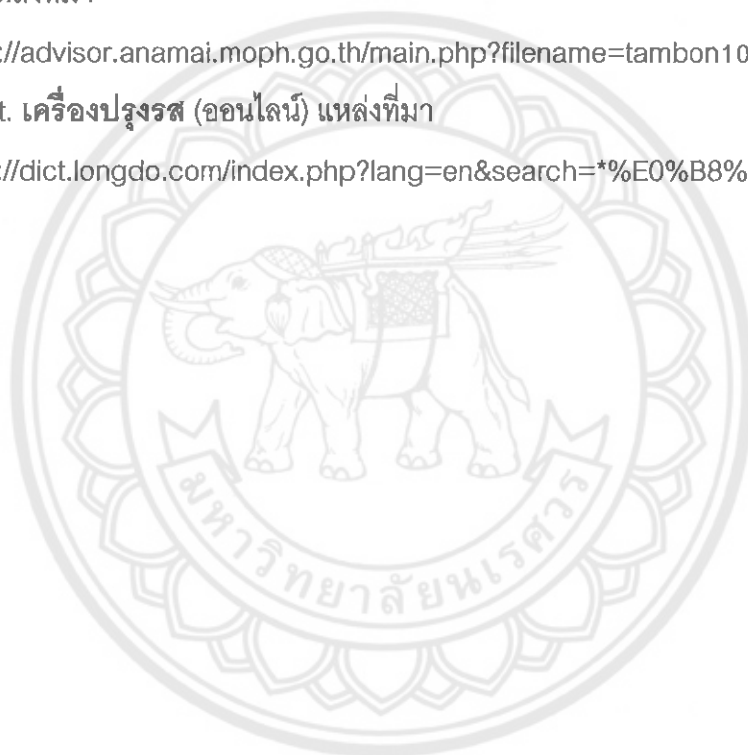 ://advisor.anamai.moph.go.th/main.php?filename=tambon10
t. เครื่องปรุงรส (ออนไลน์) แหล่งที่มา
://dict.longdo.com/index.php?lang=en&search=*%E0%B8%
มหาวิทยาลัยนเรศวร